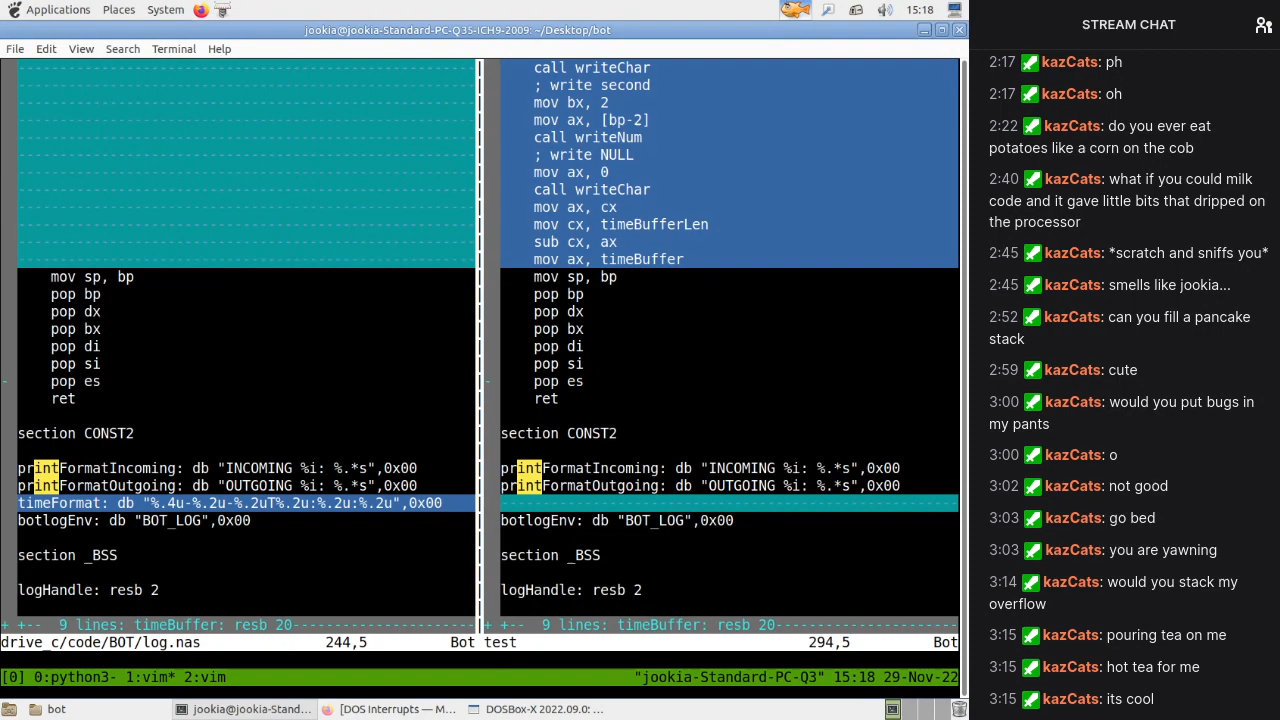 Applications Places System 15:18
jookia@jookia-Standard-PC-Q35-ICH9-2009: ~/Desktop/bot
File Edit View Search Terminal Help
call writeChar
; write second
mov bx, 2
mov ax, [bp-2]
call writeNum
; write NULL
mov ax, 0
call writeChar
mov ax, cx
mov cx, timeBufferLen
sub cx, ax
mov ax, timeBuffer
mov sp, bp mov sp, bp
pop bp pop bp
pop dx pop dx
pop bx pop bx
pop di pop di
pop si pop si
- pop es - pop es
ret ret
section CONST2 section CONST2
printFormatIncoming: db "INCOMING %i: %.*s",0x00 printFormatIncoming: db "INCOMING %i: %.*s",0x00
printFormatOutgoing: db "OUTGOING %i: %.*s",0x00 printFormatOutgoing: db "OUTGOING %i: %.*s",0x00
timeFormat: db "%.4u-%.2u-%.2uT%.2u:%.2u:%.2u",0x00
botlogEnv: db "BOT_LOG",0x00 botlogEnv: db "BOT_LOG",0x00
section _BSS section _BSS
logHandle: resb 2 logHandle: resb 2
+ +-- 9 lines: timeBuffer: resb 20---------------------- + +-- 9 lines: timeBuffer: resb 20----------------------
drive_c/code/BOT/log.nas 244,5 Bot test 294,5 Bot
[0] 0:python3- 1:vim* 2:vim "jookia-Standard-PC-Q3" 15:18 29-Nov-22
bot jookia@jookia-Stand... [DOS Interrupts — M... DOSBox-X 2022.09.0: ...
STREAM CHAT
2:17 kazCats: ph
2:17 kazCats: oh
2:22 kazCats: do you ever eat
potatoes like a corn on the cob
2:40 kazCats: what if you could milk
code and it gave little bits that dripped on
the processor
2:45 kazCats: *scratch and sniffs you*
2:45 kazCats: smells like jookia...
2:52 kazCats: can you fill a pancake
stack
2:59 kazCats: cute
3:00 kazCats: would you put bugs in
my pants
3:00 kazCats: o
3:02 kazCats: not good
3:03 kazCats: go bed
3:03 kazCats: you are yawning
3:14 kazCats: would you stack my
overflow
3:15 kazCats: pouring tea on me
3:15 kazCats: hot tea for me
3:15 kazCats: its cool